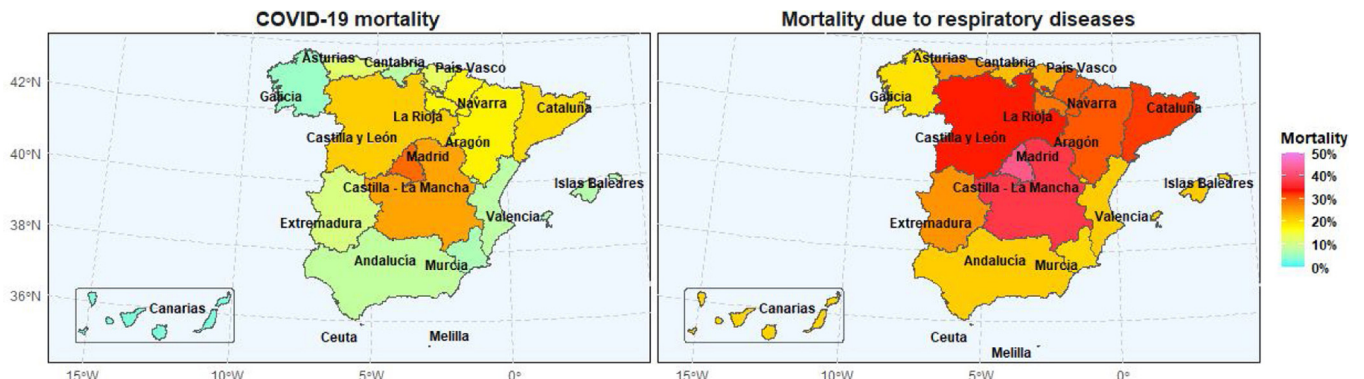 COVID-19 mortality
Mortality due to respiratory diseases
42°N
40°N
38°N
36°N
Asturias
Cantabria
País Vasco
Galicia
Navarra
La Rioja
Cataluña
Castilla y León
Aragón
Madrid
Castilla - La Mancha
Islas Baleares
Extremadura
Valencia
Andalucía
Murcia
Canarias
Ceuta
Melilla
15°W
10°W
5°W
0°
Asturias
Cantabria
País Vasco
Galicia
Navarra
La Rioja
Cataluña
Castilla y León
Aragón
Madrid
Castilla - La Mancha
Islas Baleares
Extremadura
Valencia
Andalucía
Murcia
Canarias
Ceuta
Melilla
15°W
10°W
5°W
0°
Mortality
50%
40%
30%
20%
10%
0%